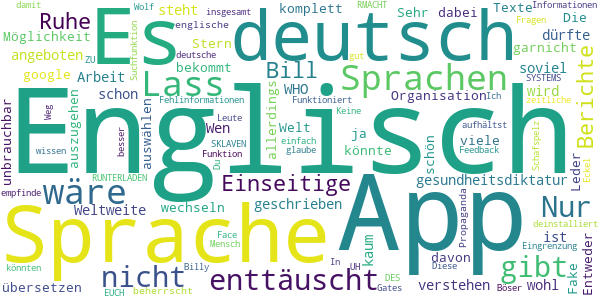 damit
Wolf
insgesamt
RMACHT
Informationen
Es
deutsch
Ruhe
steht
englische
komplett
Sehr
dabei
Texte
Die
Möglichkeit
Suchfunktion
ZU
Stern
deutsche
Fragen
garnicht
dürfte
angeboten
google
Arbeit
bekommt
Lass
Bill
Sprachen
soviel
SYSTEMS
Berichte
unbrauchbar
auszugehen
schon
Fehlinformationen
auswählen
WHO
Organisation
wird
zeitliche
Englisch
Weg
wissen
besser
Funktioniert
Leute
SKLAVEN
Wen
allerdings
Welt
Keine
Ich
ja
viele
könnte
einfach
glaube
Feedback
aufhältst
schön
Funktion
Du
RUNTERLADEN
empfinde
wäre
Einseitige
App
Nur
gesundheitsdiktatur
Schafspelz
Eckel
Leder
Weltweite
wechseln
geschrieben
Sprache
Face
Mensch
kaum
davon
Propaganda
ist
deinstalliert
Eingrenzung
Fake
Entweder
nicht
Billy
enttäuscht
In
UH
DES
Gates
verstehen
Diese
Böser
gibt
wohl
könnten
übersetzen
EUCH
beherrscht